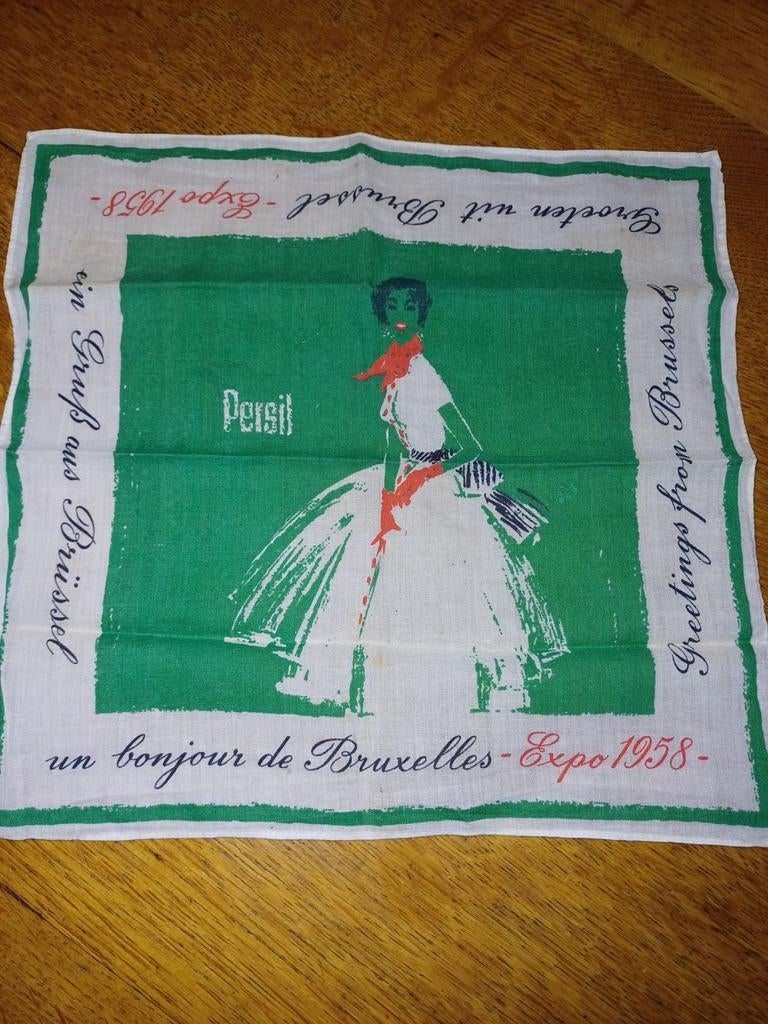 Groeten uit Brussel - Expo 1958 -
ein Gruß aus Brüssel
Persil
Greetings from Brussels
un bonjour de Bruxelles - Expo 1958 -